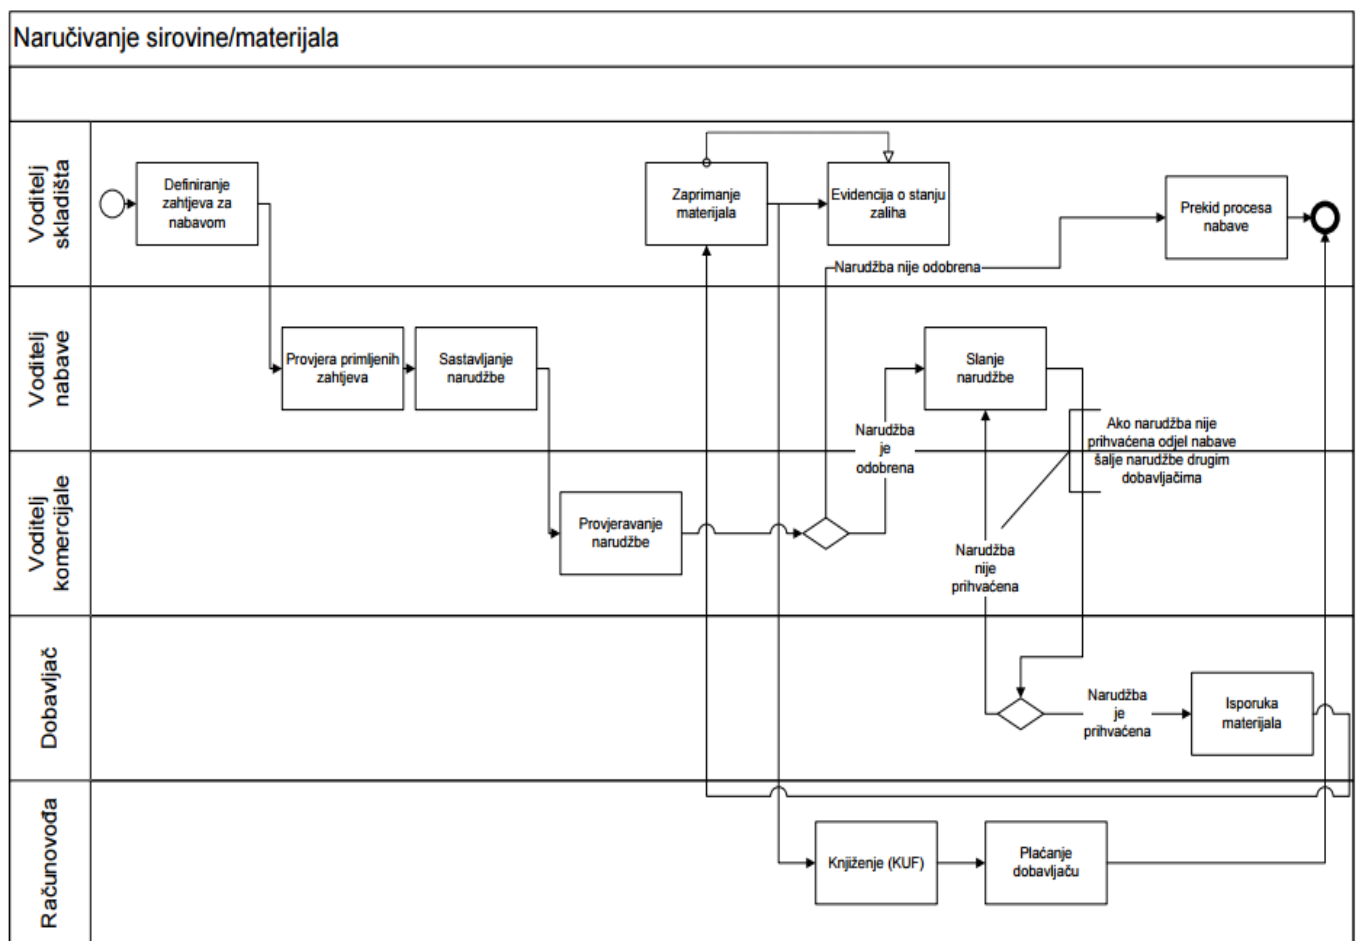 Naručivanje sirovine/materijala
Voditelj
skladišta
Definiranje
zahtjeva za
nabavom
Zaprimanje
materijala
Evidencija o stanju
zaliha
Prekid procesa
nabave
Narudžba nije odobrena
Voditelj
nabave
Provjera primljenih
zahtjeva
Sastavljanje
narudžbe
Slanje
narudžbe
Narudžba
je
odobrena
Ako narudžba nije
prihvaćena odjel nabave
šalje narudžbe drugim
dobavljačima
Voditelj
komercijale
Provjeravanje
narudžbe
Narudžba
nije
prihvaćena
Dobavljač
Narudžba
je
prihvaćena
Isporuka
materijala
Računovođa
Knjiženje (KUF)
Plaćanje
dobavljaču